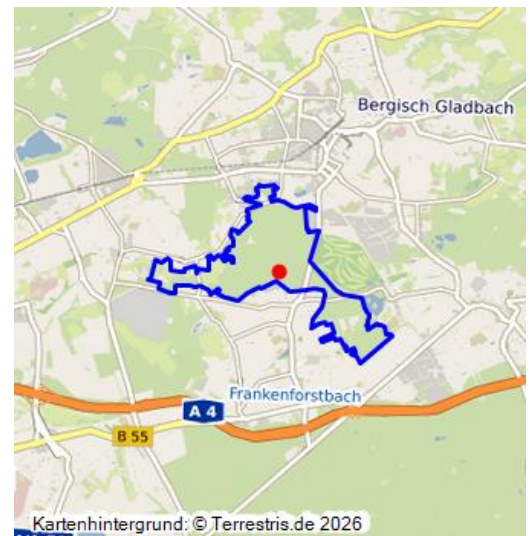 Bergisch Gladbach
Frankenforstbach
A 4
B 55
Kartenhintergrund: © Terrestris.de 2026